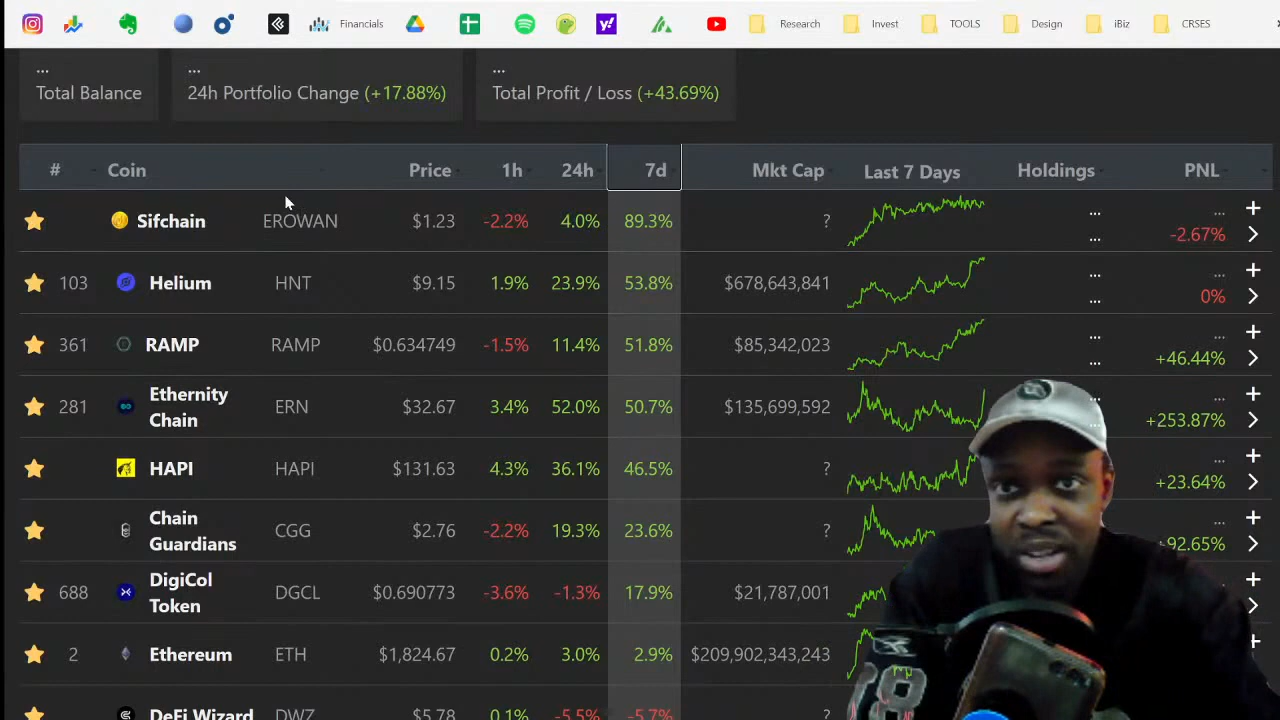 Financials Research Invest TOOLS Design iBiz CRSES
... ... ...
Total Balance 24h Portfolio Change (+17.88%) Total Profit / Loss (+43.69%)
# Coin Price 1h 24h 7d Mkt Cap Last 7 Days Holdings PNL
Sifchain EROWAN $1.23 -2.2% 4.0% 89.3% ? ... ... ... -2.67%
103 Helium HNT $9.15 1.9% 23.9% 53.8% $678,643,841 ... ... ... 0%
361 RAMP RAMP $0.634749 -1.5% 11.4% 51.8% $85,342,023 ... ... ... +46.44%
281 Ethernity Chain ERN $32.67 3.4% 52.0% 50.7% $135,699,592 ... ... ... +253.87%
HAPI HAPI $131.63 4.3% 36.1% 46.5% ? ... +23.64%
Chain Guardians CGG $2.76 -2.2% 19.3% 23.6% ? ... +92.65%
688 DigiCol Token DGCL $0.690773 -3.6% -1.3% 17.9% $21,787,001
2 Ethereum ETH $1,824.67 0.2% 3.0% 2.9% $209,902,343,243
DeFi Wizard DWZ $5.78 0.1% -5.5% -5.7%